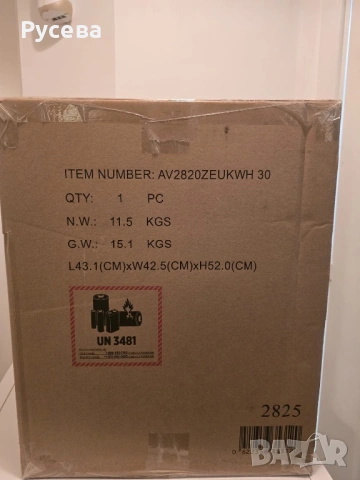 Русева
ITEM NUMBER: AV2820ZEUKWH 30
QTY: 1 PC
N.W.: 11.5 KGS
G.W.: 15.1 KGS
L43.1(CM)xW42.5(CM)xH52.0(CM)
UN 3481
2825
BAZAR